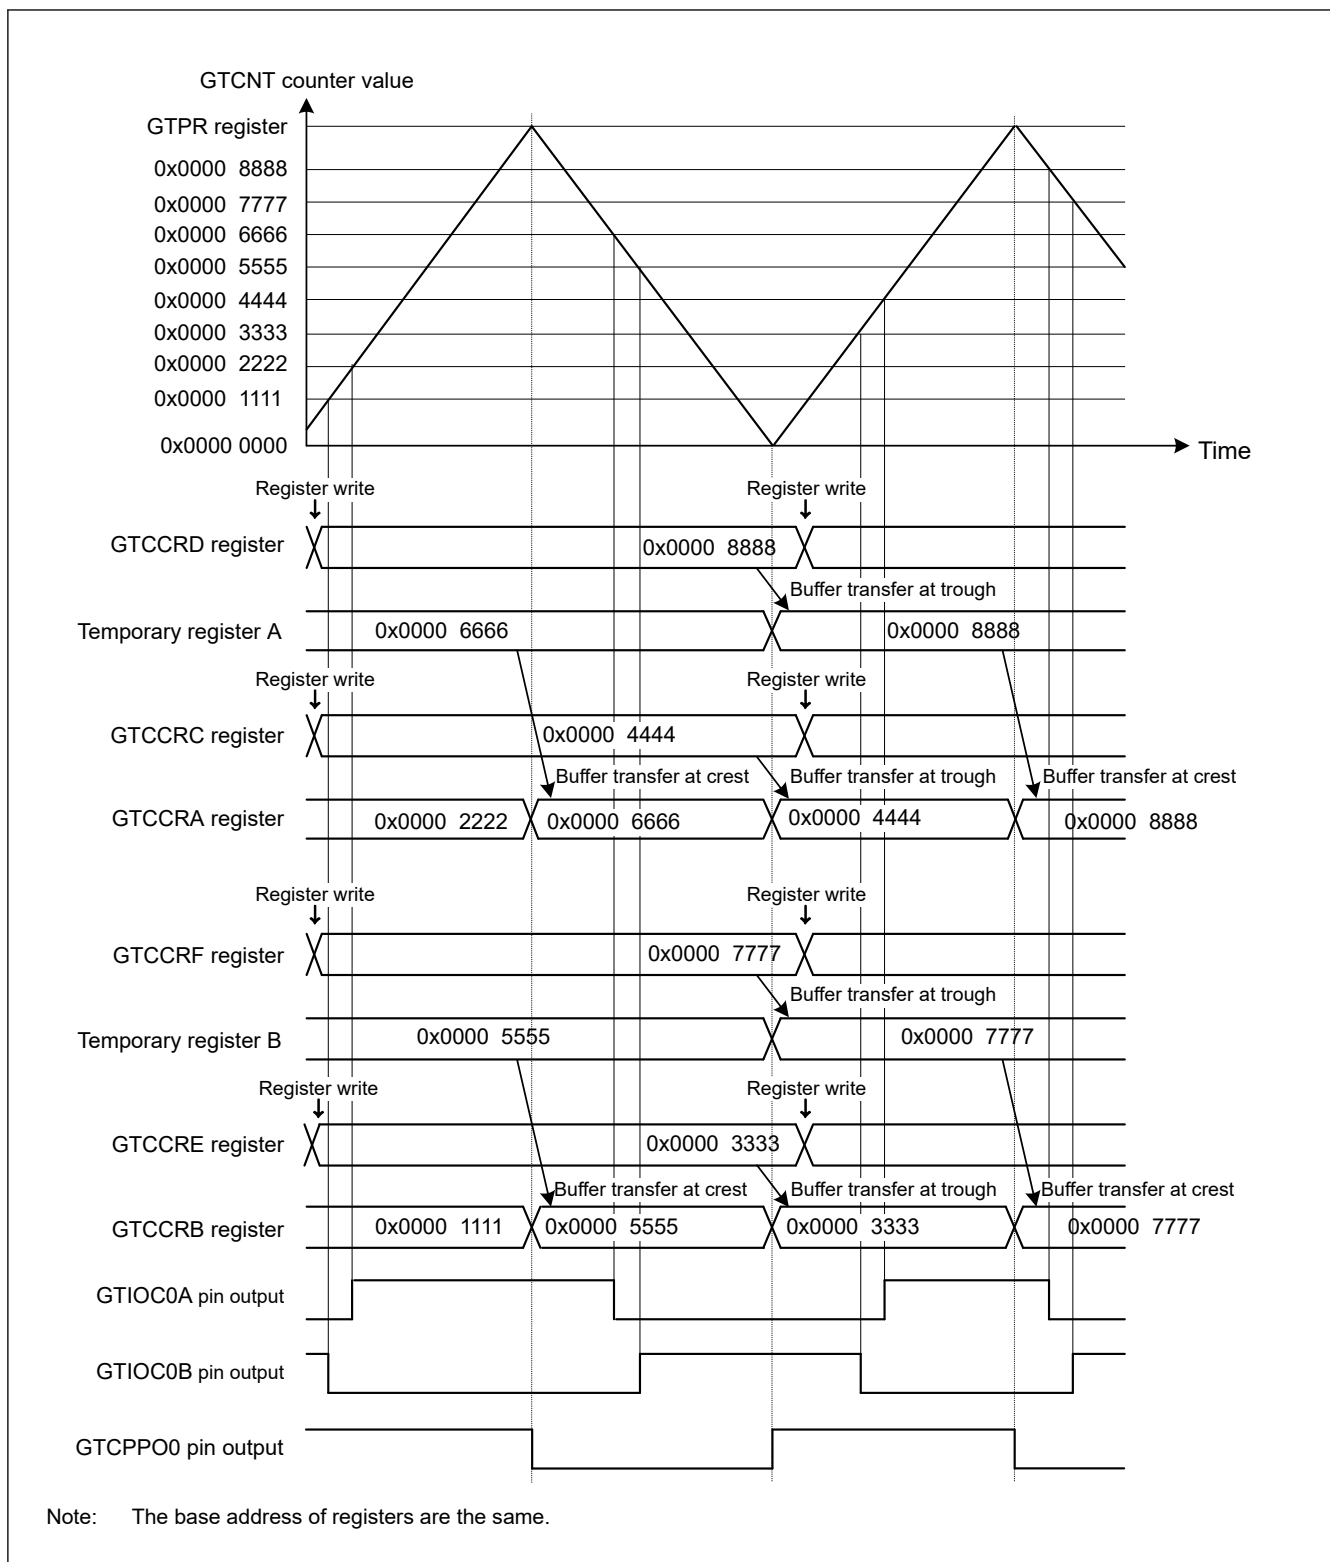 GTCNT counter value
GTPR register
0x0000 8888
0x0000 7777
0x0000 6666
0x0000 5555
0x0000 4444
0x0000 3333
0x0000 2222
0x0000 1111
0x0000 0000
Time
Register write Register write
GTCCRD register 0x0000 8888
Buffer transfer at trough
Temporary register A 0x0000 6666 0x0000 8888
Register write Register write
GTCCRC register 0x0000 4444
Buffer transfer at crest Buffer transfer at trough Buffer transfer at crest
GTCCRA register 0x0000 2222 0x0000 6666 0x0000 4444 0x0000 8888
Register write Register write
GTCCRF register 0x0000 7777
Buffer transfer at trough
Temporary register B 0x0000 5555 0x0000 7777
Register write Register write
GTCCRE register 0x0000 3333
Buffer transfer at crest Buffer transfer at trough Buffer transfer at crest
GTCCRB register 0x0000 1111 0x0000 5555 0x0000 3333 0x0000 7777
GTIOC0A pin output
GTIOC0B pin output
GTCPPO0 pin output
Note: The base address of registers are the same.